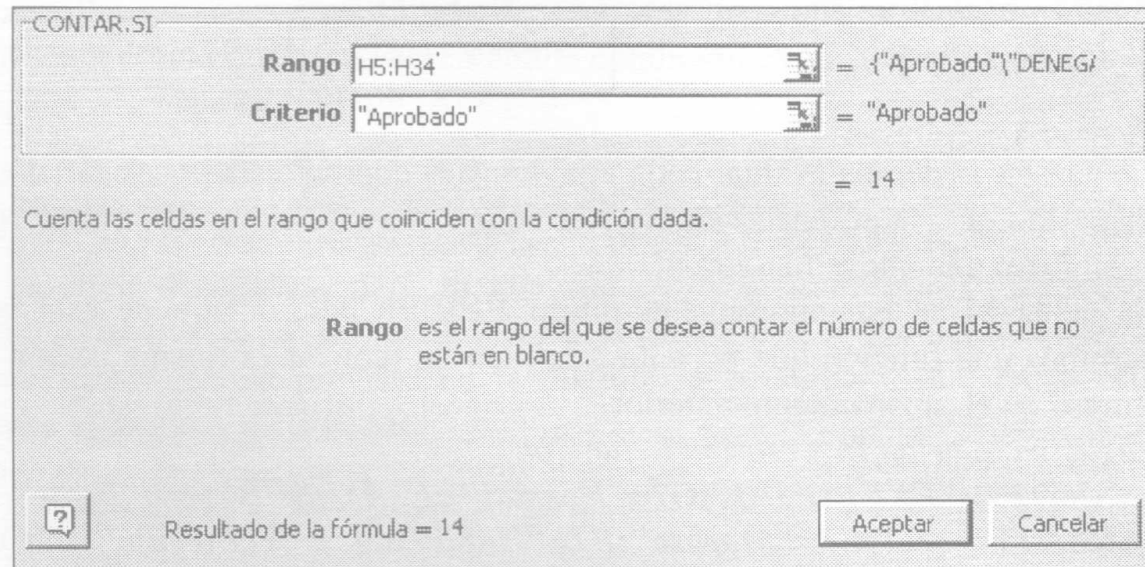 CONTAR.SI
Rango H5:H34 = {"Aprobado"\"DENEGA
Criterio "Aprobado" = "Aprobado"
= 14
Cuenta las celdas en el rango que coinciden con la condición dada.
Rango es el rango del que se desea contar el número de celdas que no
están en blanco.
? Resultado de la fórmula = 14 Aceptar Cancelar